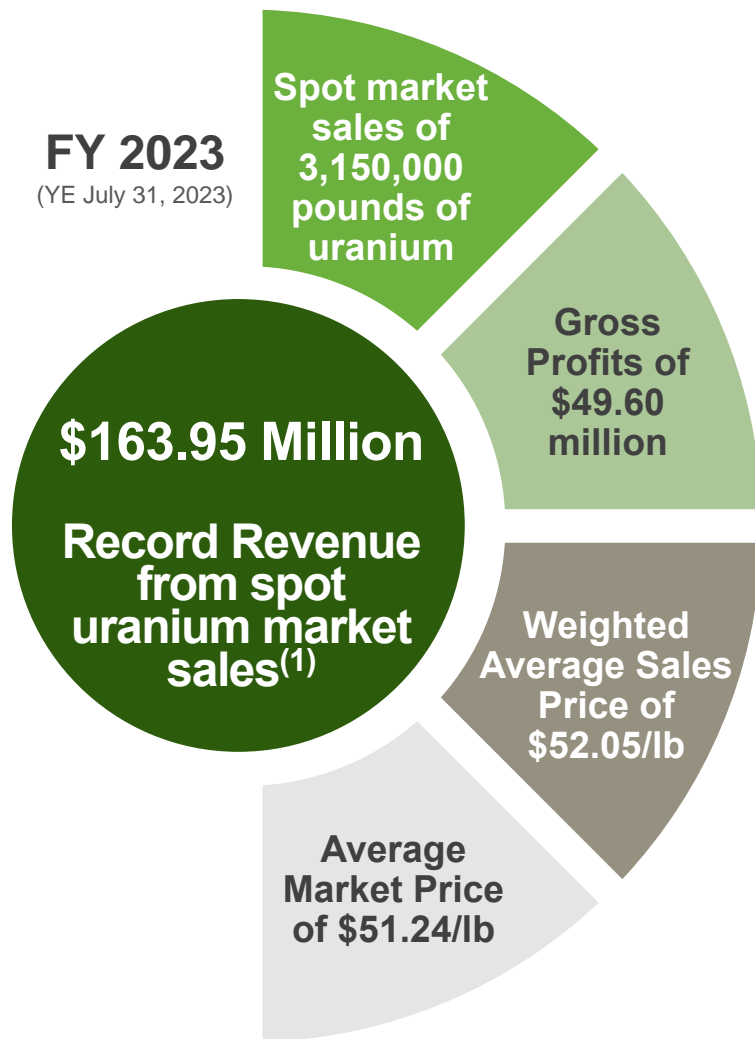 FY 2023
(YE July 31, 2023)
Spot market
sales of
3,150,000
pounds of
uranium
Gross
Profits of
$49.60
million
$163.95 Million
Record Revenue
from spot
uranium market
sales(1)
Weighted
Average Sales
Price of
$52.05/lb
Average
Market Price
of $51.24/lb